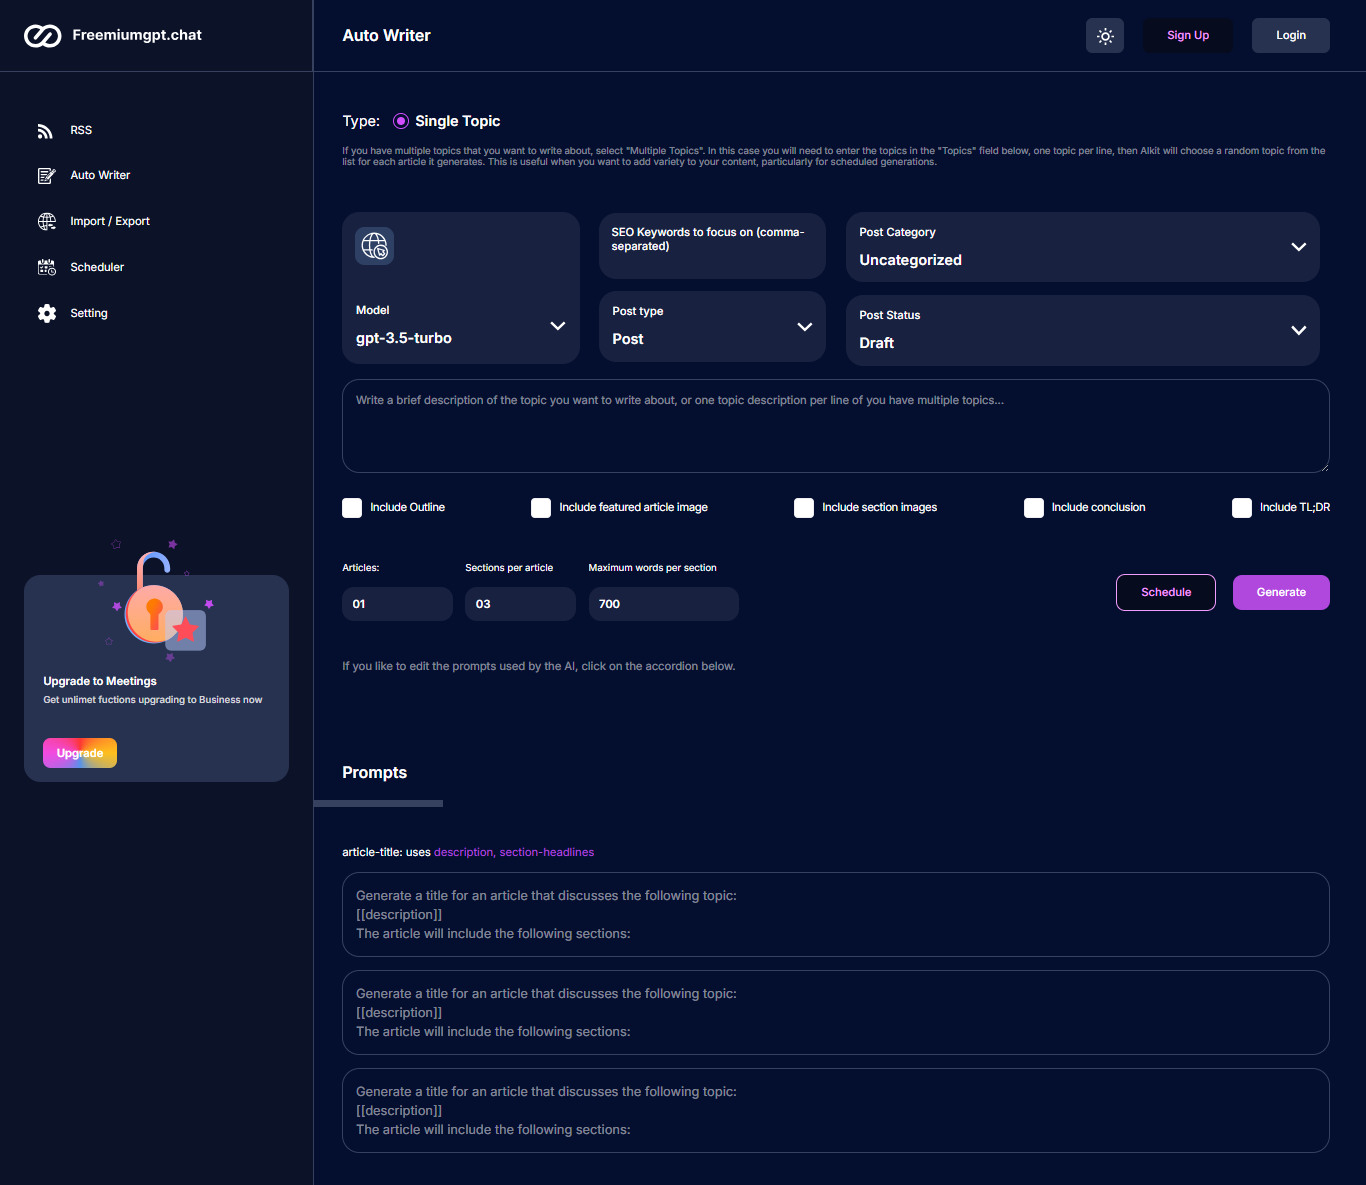 Freemiumgpt.chat
Auto Writer
Sign Up
Login
RSS
Auto Writer
Import / Export
Scheduler
Setting
Upgrade to Meetings
Get unlimet fuctions upgrading to Business now
Upgrade
Type:
Single Topic
If you have multiple topics that you want to write about, select "Multiple Topics". In this case you will need to enter the topics in the "Topics" field below, one topic per line, then AIkit will choose a random topic from the
list for each article it generates. This is useful when you want to add variety to your content, particularly for scheduled generations.
Model
gpt-3.5-turbo
SEO Keywords to focus on (comma-
separated)
Post type
Post
Post Category
Uncategorized
Post Status
Draft
Write a brief description of the topic you want to write about, or one topic description per line of you have multiple topics...
Include Outline
Include featured article image
Include section images
Include conclusion
Include TL;DR
Articles:
01
Sections per article
03
Maximum words per section
700
Schedule
Generate
If you like to edit the prompts used by the AI, click on the accordion below.
Prompts
article-title: uses description, section-headlines
Generate a title for an article that discusses the following topic:
[[description]]
The article will include the following sections:
Generate a title for an article that discusses the following topic:
[[description]]
The article will include the following sections:
Generate a title for an article that discusses the following topic:
[[description]]
The article will include the following sections: